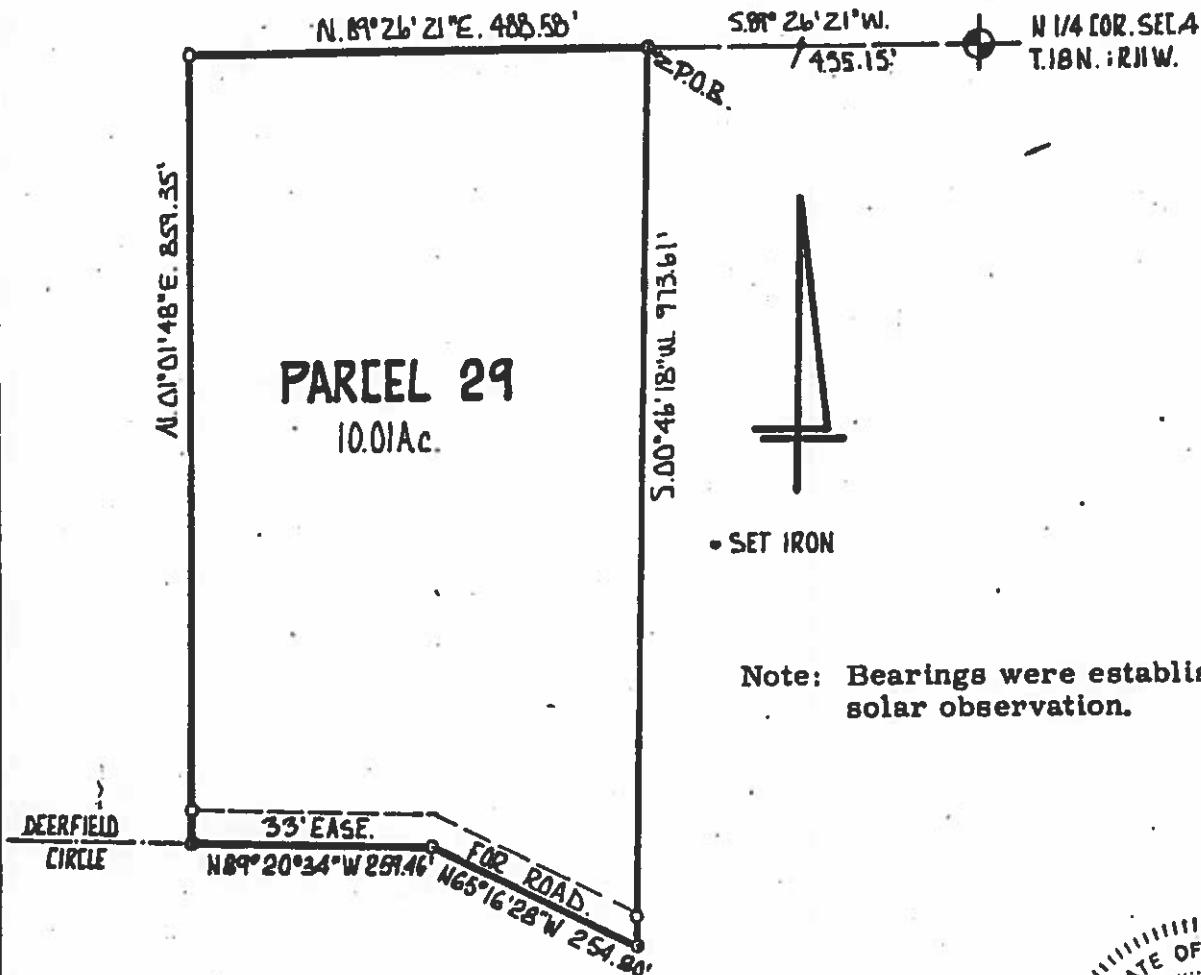 N.89°26'21"E. 488.58'
S.89°26'21"W.
455.15'
N 1/4 COR. SEC.4
T.18N.;R.11W.
P.O.B.
N.01°01'48"E. 859.35'
S.00°46'18"W. 973.61'
PARCEL 29
10.01Ac.
• SET IRON
Note: Bearings were
solar observation.
DEERFIELD
CIRCLE
33' EASE.
FOR ROAD.
N89°20'34"W 259.46'
N65°16'28"W 254.80'
ATE OF